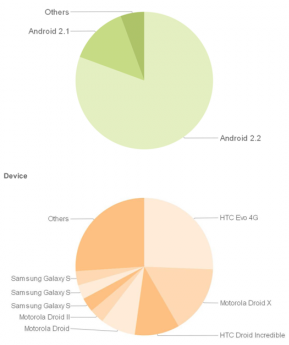 Others
Android 2.1
Android 2.2
Device
Others
HTC Evo 4G
Samsung Galaxy S
Samsung Galaxy S
Motorola Droid X
Samsung Galaxy S
Motorola Droid II
Motorola Droid
HTC Droid Incredible